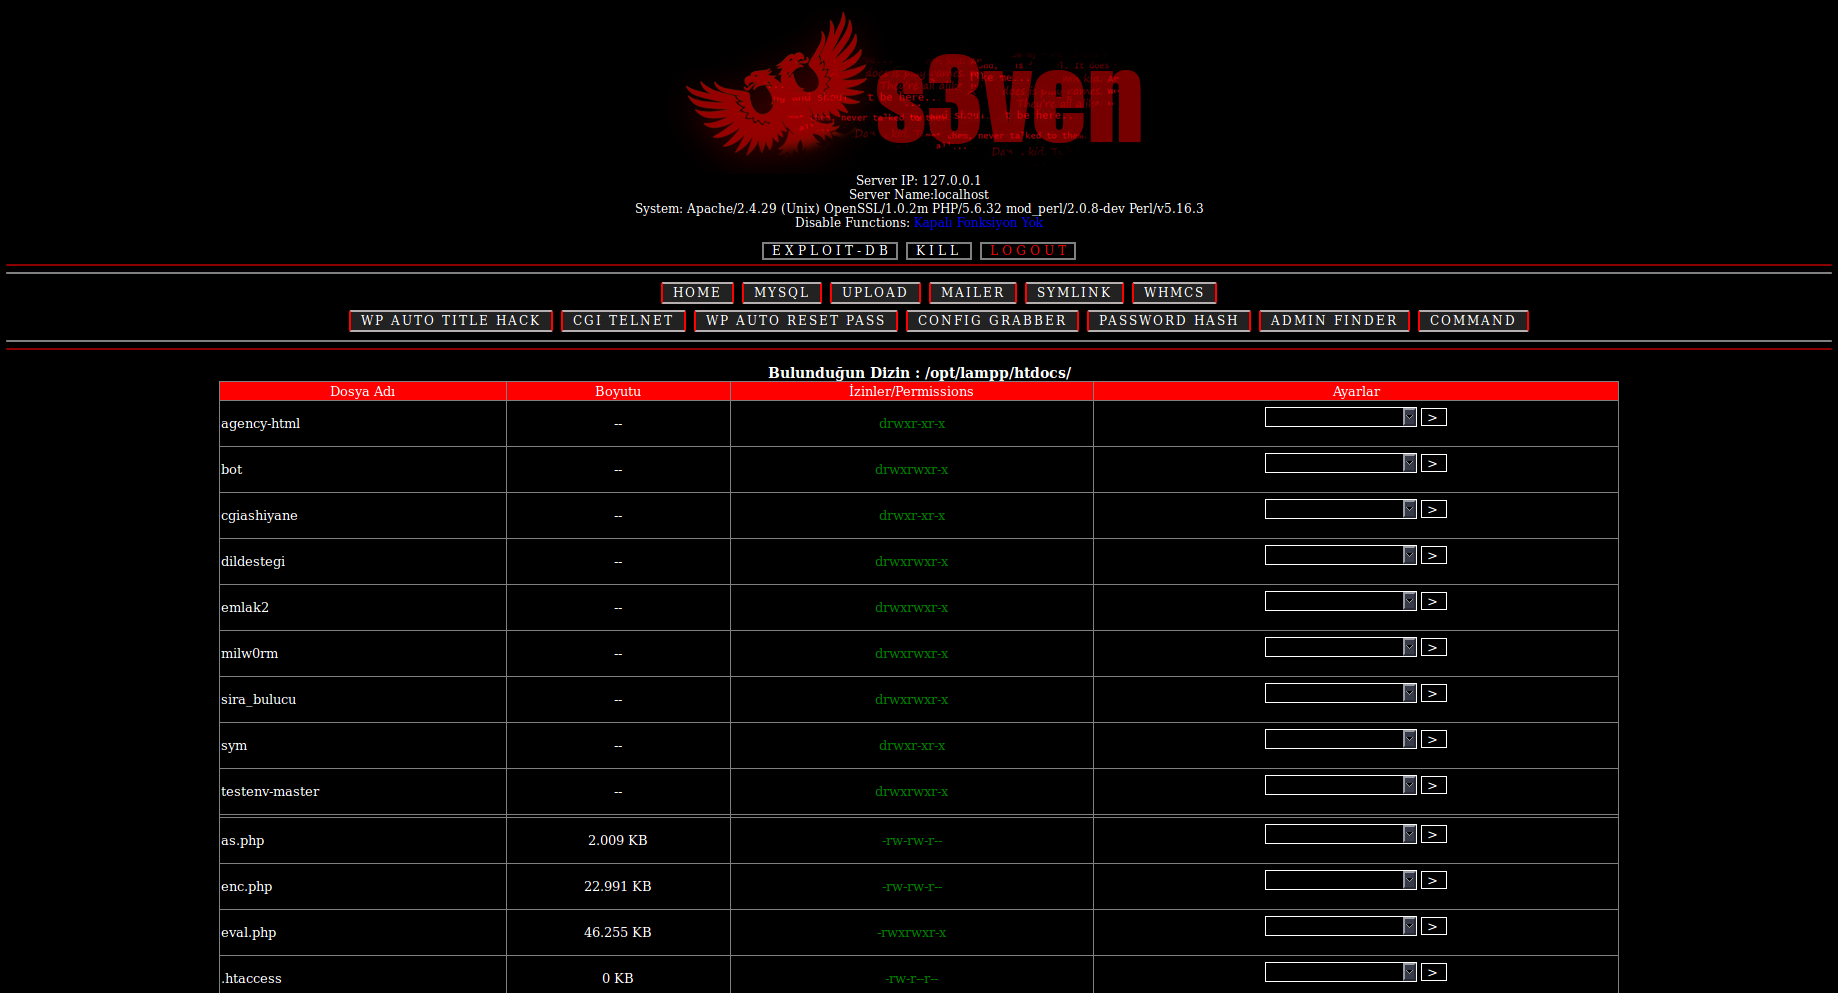 s3ven
Server IP: 127.0.0.1
Server Name:localhost
System: Apache/2.4.29 (Unix) OpenSSL/1.0.2m PHP/5.6.32 mod_perl/2.0.8-dev Perl/v5.16.3
Disable Functions: Kapalı Fonksiyon Yok
EXPLOIT-DB KILL LOGOUT
HOME MYSQL UPLOAD MAILER SYMLINK WHMCS
WP AUTO TITLE HACK CGI TELNET WP AUTO RESET PASS CONFIG GRABBER PASSWORD HASH ADMIN FINDER COMMAND
Bulunduğun Dizin : /opt/lampp/htdocs/
Dosya Adı Boyutu İzinler/Permissions Ayarlar
agency-html -- drwxr-xr-x >
bot -- drwxrwxr-x >
cgiashiyane -- drwxr-xr-x >
dildestegi -- drwxrwxr-x >
emlak2 -- drwxrwxr-x >
milw0rm -- drwxrwxr-x >
sira_bulucu -- drwxrwxr-x >
sym -- drwxr-xr-x >
testenv-master -- drwxrwxr-x >
as.php 2.009 KB -rw-rw-r-- >
enc.php 22.991 KB -rw-rw-r-- >
eval.php 46.255 KB -rwxrwxr-x >
.htaccess 0 KB -rw-r--r-- >